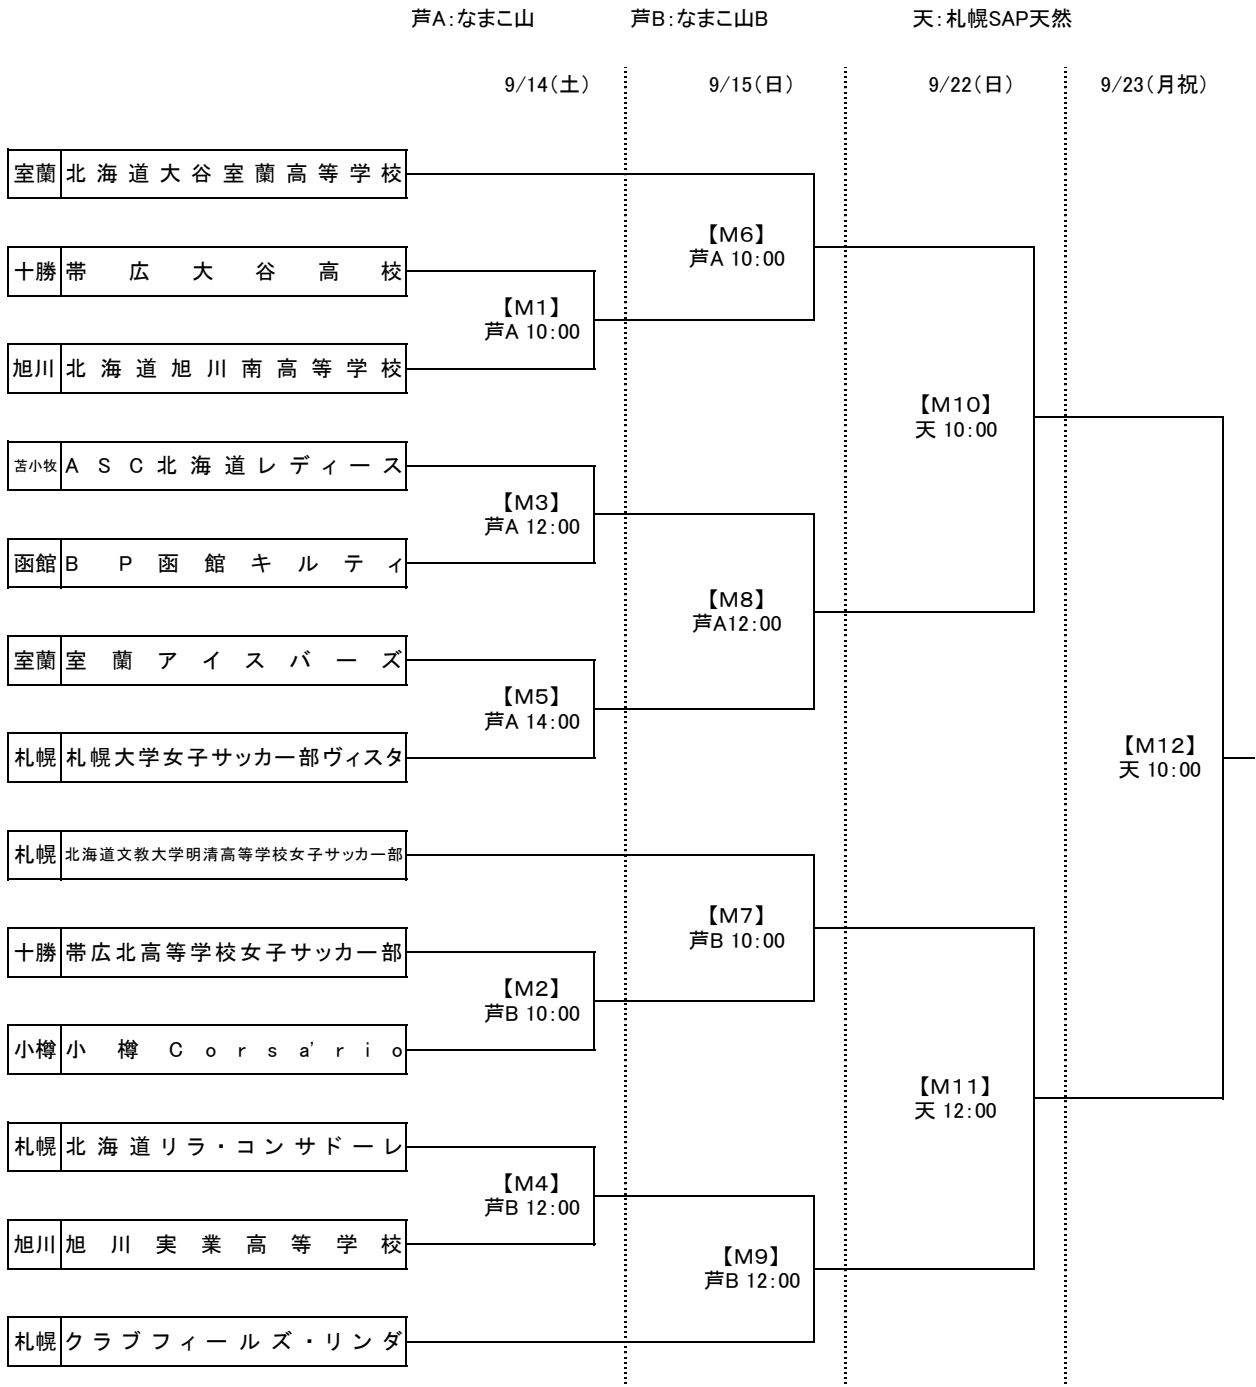 芦A：なまこ山 芦B：なまこ山B 天：札幌SAP天然
9/14(土) 9/15(日) 9/22(日) 9/23(月祝)
室蘭 北海道大谷室蘭高等学校
【M6】
芦A 10:00
十勝 帯広大谷高校
【M1】
芦A 10:00
旭川 北海道旭川南高等学校
【M10】
天 10:00
苫小牧 ASC北海道レディース
【M3】
芦A 12:00
函館 BP函館キルティ
【M8】
芦A12:00
室蘭 室蘭アイスバーズ
【M5】
芦A 14:00
札幌 札幌大学女子サッカー部ヴィスタ
【M12】
天 10:00
札幌 北海道文教大学明清高等学校女子サッカー部
【M7】
芦B 10:00
十勝 帯広北高等学校女子サッカー部
【M2】
芦B 10:00
小樽 小樽Corsa'rio
【M11】
天 12:00
札幌 北海道リラ・コンサドーレ
【M4】
芦B 12:00
旭川 旭川実業高等学校
【M9】
芦B 12:00
札幌 クラブフィールズ・リンダ